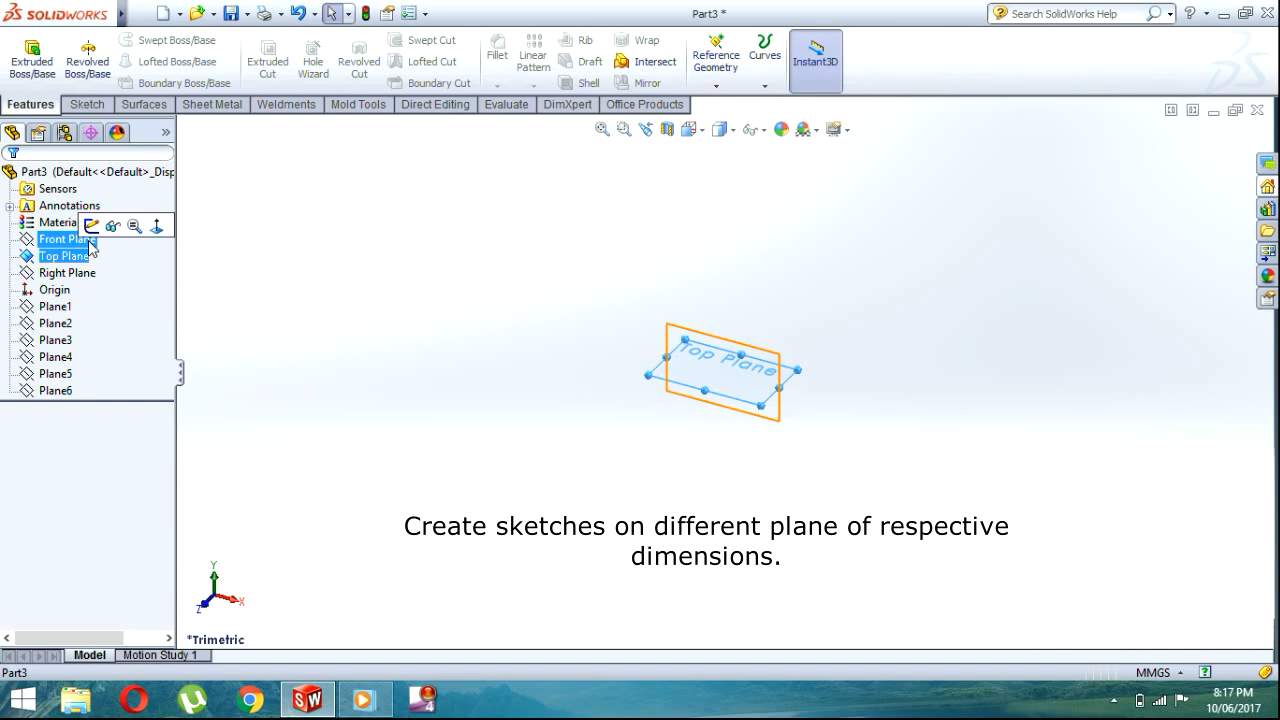 SOLIDWORKS
Part3 *
Search SolidWorks Help
Extruded Boss/Base
Revolved Boss/Base
Swept Boss/Base
Lofted Boss/Base
Boundary Boss/Base
Extruded Cut
Hole Wizard
Revolved Cut
Swept Cut
Lofted Cut
Boundary Cut
Fillet
Linear Pattern
Rib
Draft
Shell
Wrap
Intersect
Mirror
Reference Geometry
Curves
Instant3D
Features
Sketch
Surfaces
Sheet Metal
Weldments
Mold Tools
Direct Editing
Evaluate
DimXpert
Office Products
Part3 (Default<<Default>_Disp
Sensors
Annotations
Materia
Front Plane
Top Plane
Right Plane
Origin
Plane1
Plane2
Plane3
Plane4
Plane5
Plane6
Top Plane
Create sketches on different plane of respective
dimensions.
Y
X
Z
*Trimetric
Model
Motion Study 1
Part3
MMGS
8:17 PM
10/06/2017